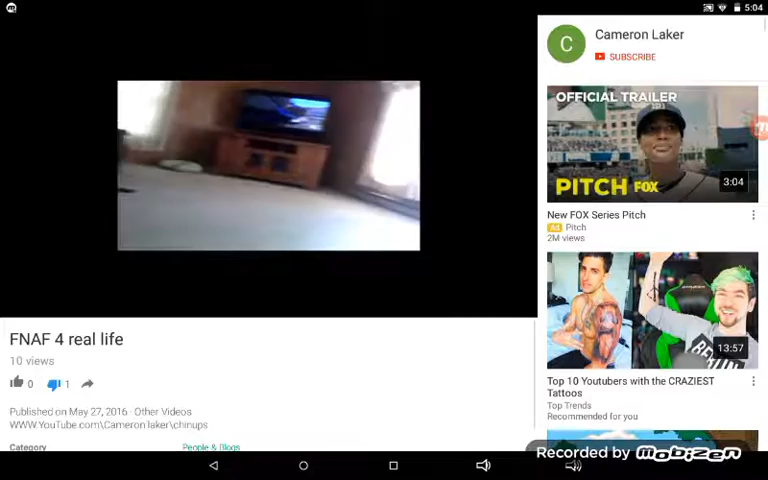 5:04
C
Cameron Laker
SUBSCRIBE
OFFICIAL TRAILER
PITCH FOX
3:04
New FOX Series Pitch
Ad Pitch
2M views
BERLIN
13:57
Top 10 Youtubers with the CRAZIEST
Tattoos
Top Trends
Recommended for you
FNAF 4 real life
10 views
0
1
Published on May 27, 2016 · Other Videos
WWW.YouTube.com\Cameron laker\chinups
Category
People & Blogs
Recorded by mobizen